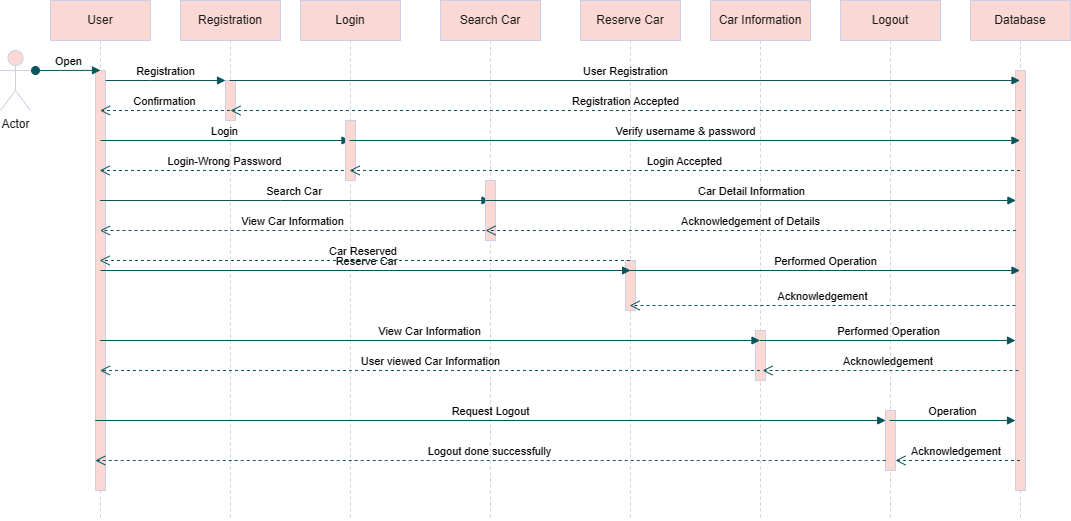 User
Registration
Login
Search Car
Reserve Car
Car Information
Logout
Database
Open
Actor
Registration
User Registration
Confirmation
Registration Accepted
Login
Verify username & password
Login-Wrong Password
Login Accepted
Search Car
Car Detail Information
View Car Information
Acknowledgement of Details
Car Reserved
Reserve Car
Performed Operation
Acknowledgement
View Car Information
Performed Operation
User viewed Car Information
Acknowledgement
Request Logout
Operation
Logout done successfully
Acknowledgement